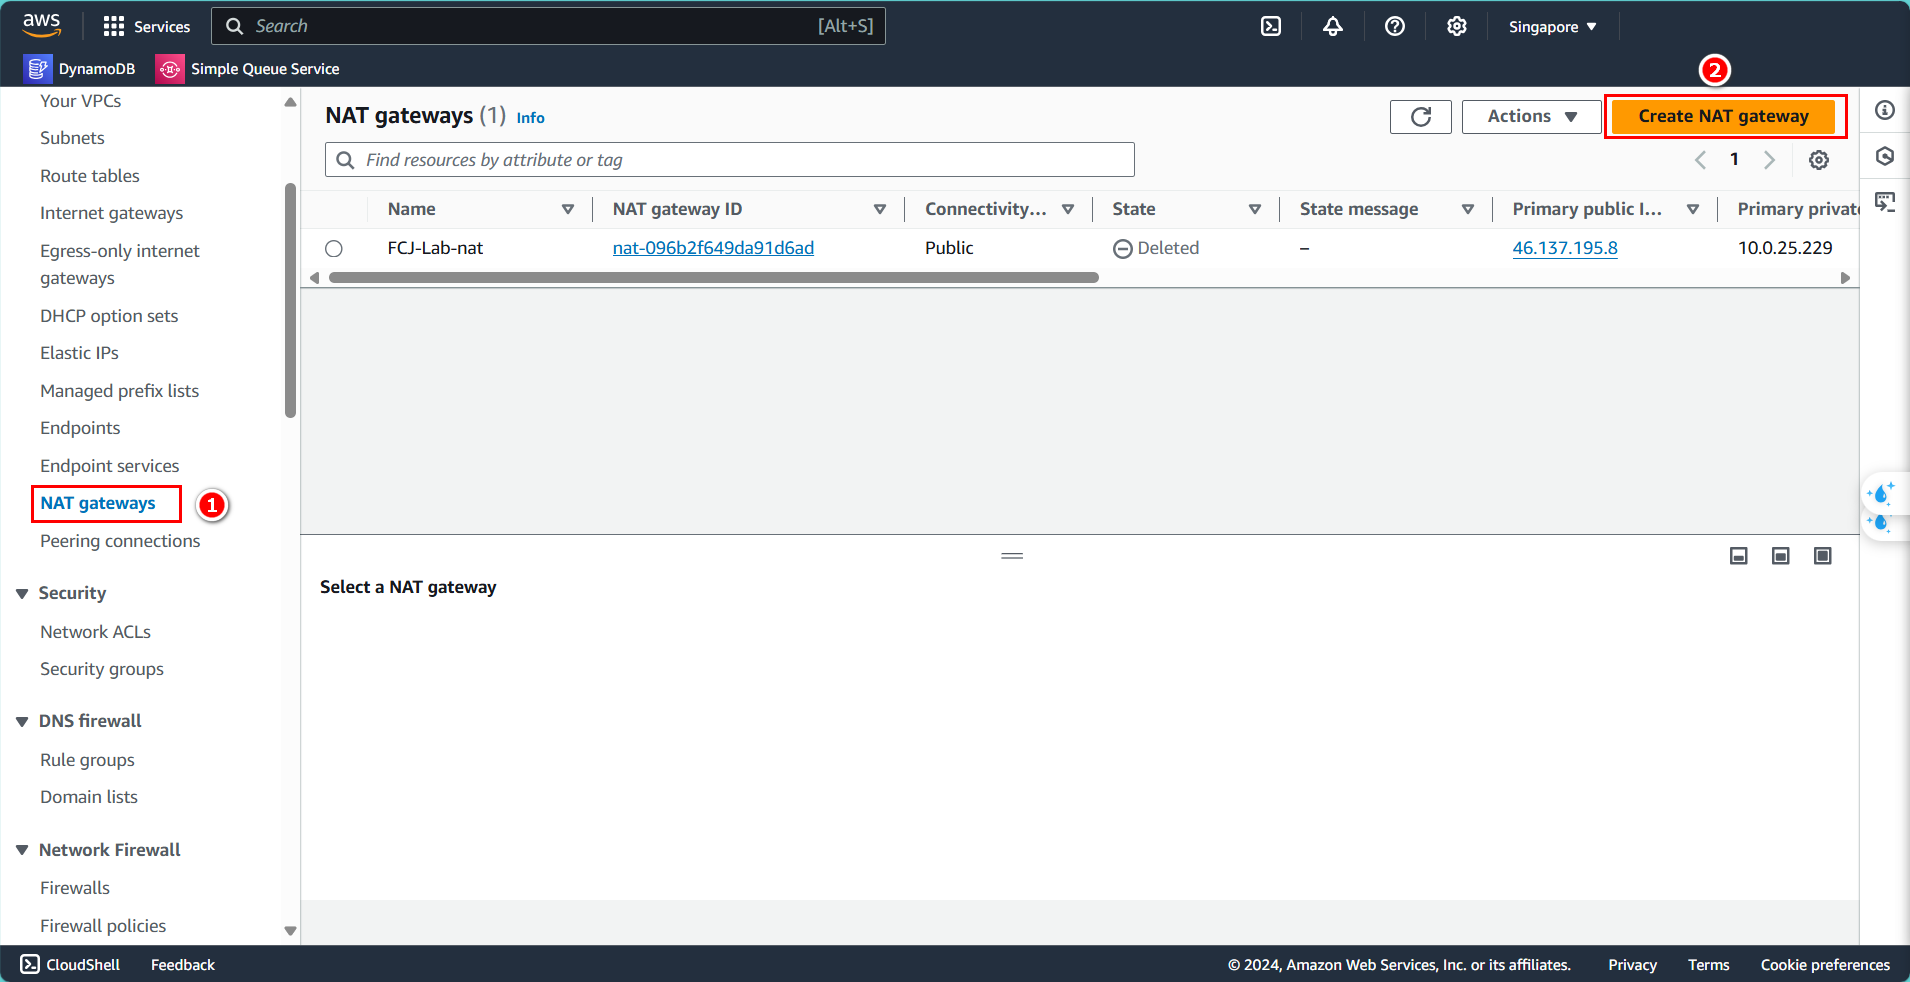 aws
Services
Search [Alt+S]
Singapore
DynamoDB
Simple Queue Service
2
Your VPCs
Subnets
Route tables
Internet gateways
Egress-only internet
gateways
DHCP option sets
Elastic IPs
Managed prefix lists
Endpoints
Endpoint services
NAT gateways
1
Peering connections
Security
Network ACLs
Security groups
DNS firewall
Rule groups
Domain lists
Network Firewall
Firewalls
Firewall policies
NAT gateways (1) Info
Actions
Create NAT gateway
Find resources by attribute or tag
1
Name NAT gateway ID Connectivity... State State message Primary public I... Primary private
FCJ-Lab-nat nat-096b2f649da91d6ad Public Deleted – 46.137.195.8 10.0.25.229
Select a NAT gateway
CloudShell Feedback © 2024, Amazon Web Services, Inc. or its affiliates. Privacy Terms Cookie preferences